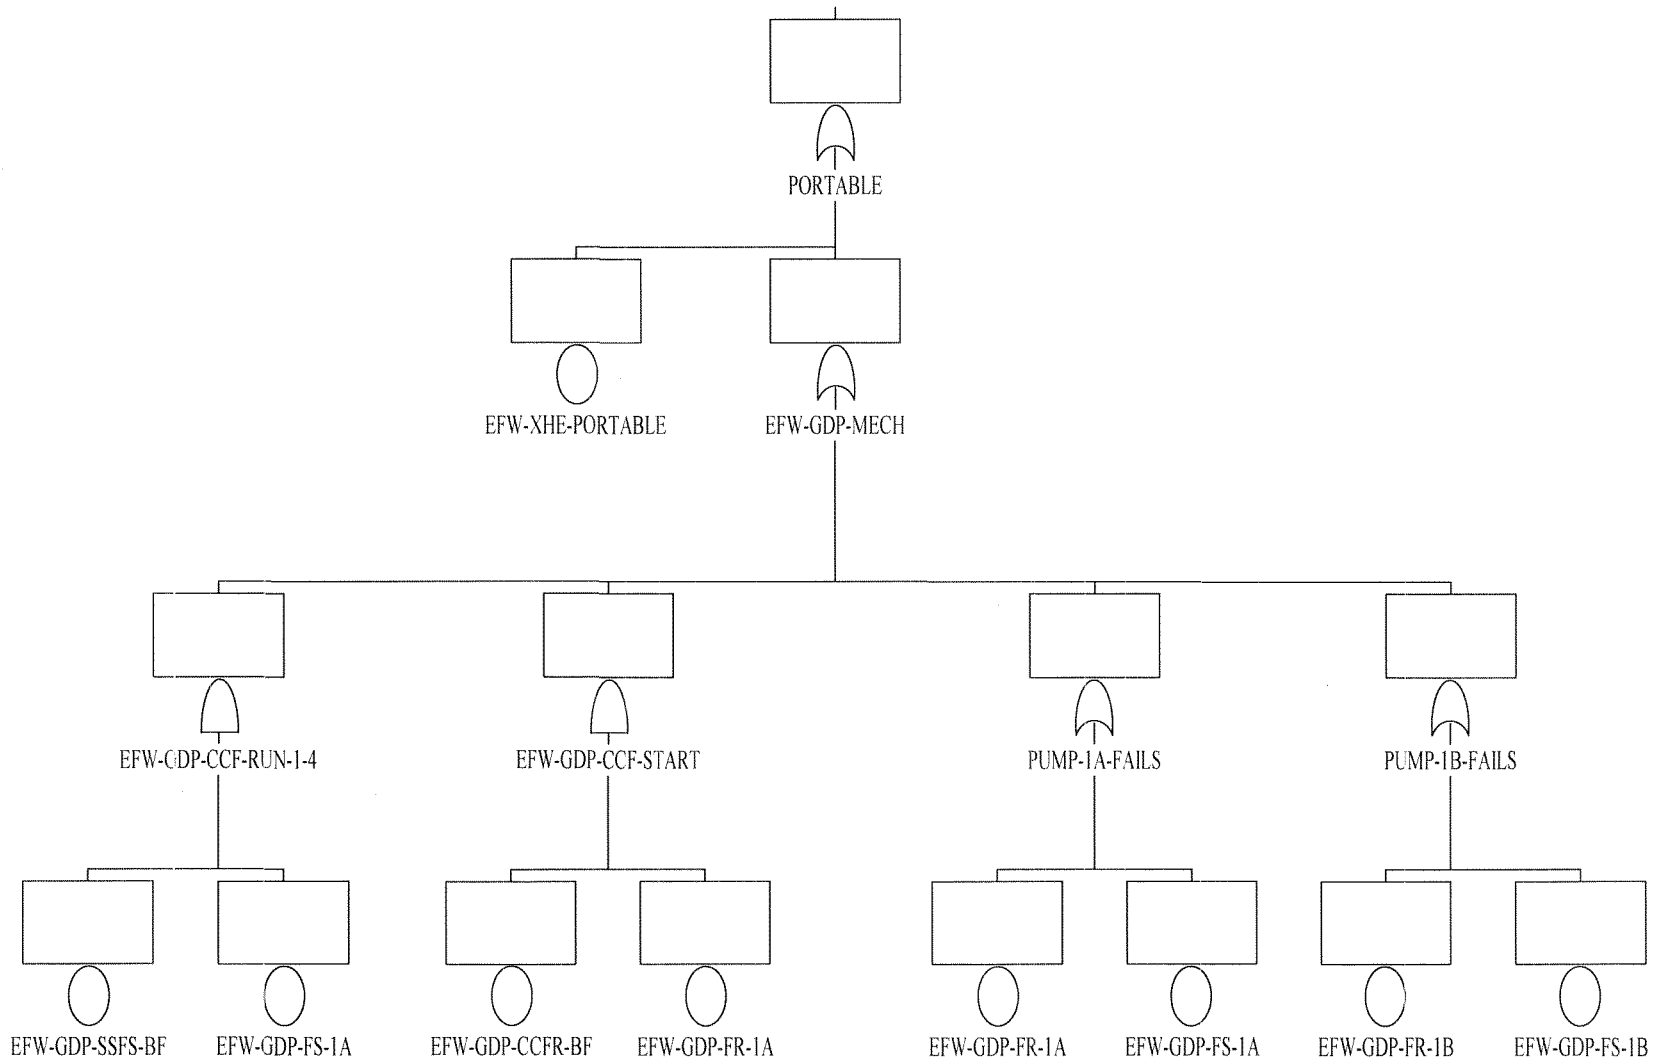 PORTABLE
EFW-XHE-PORTABLE EFW-GDP-MECH
EFW-GDP-CCF-RUN-1-4 EFW-GDP-CCF-START PUMP-1A-FAILS PUMP-1B-FAILS
EFW-GDP-SSFS-BF EFW-GDP-FS-1A EFW-GDP-CCFR-BF EFW-GDP-FR-1A EFW-GDP-FR-1A EFW-GDP-FS-1A EFW-GDP-FR-1B EFW-GDP-FS-1B